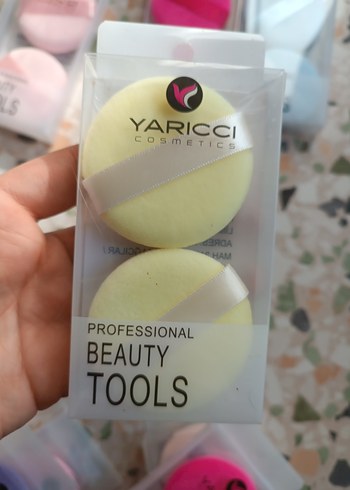 YARICCI
COSMETICS
PROFESSIONAL
BEAUTY
TOOLS